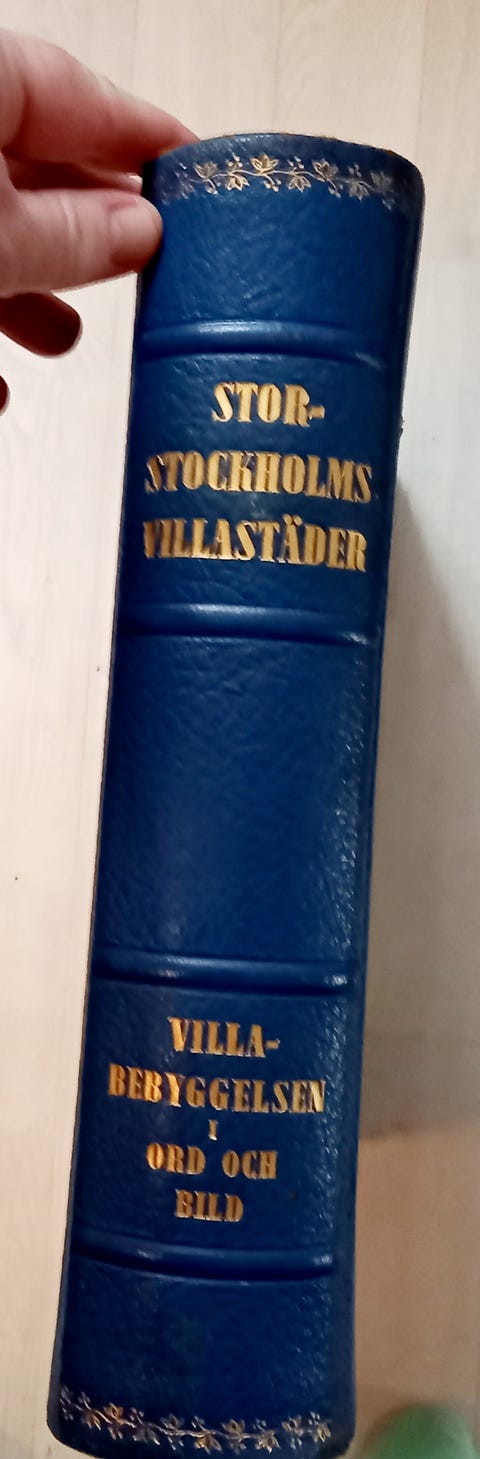 STOR-
STOCKHOLMS
VILLASTÄDER
VILLA-
BEBYGGELSEN
I
ORD OCH
BILD